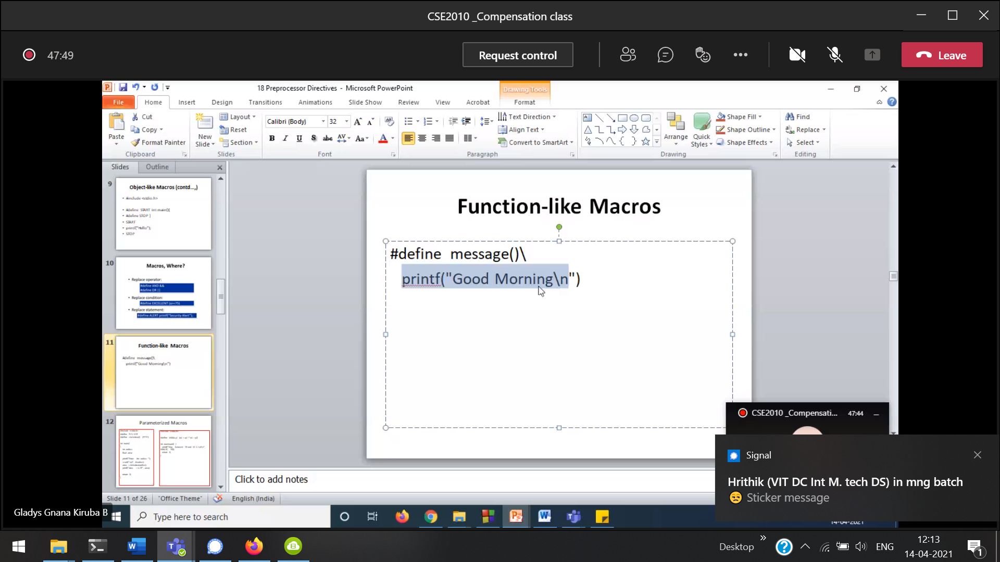 CSE2010 _Compensation class
47:49
Request control
Leave
18 Preprocessor Directives - Microsoft PowerPoint
Drawing Tools
File Home Insert Design Transitions Animations Slide Show Review View Acrobat Format
Paste
Cut
Copy
Format Painter
Clipboard
New Slide
Layout
Reset
Section
Slides
Calibri (Body) 32
Font
Text Direction
Align Text
Convert to SmartArt
Paragraph
Arrange
Quick Styles
Shape Fill
Shape Outline
Shape Effects
Drawing
Find
Replace
Select
Editing
Slides Outline
9
Object-like Macros (contd...,)
• #include <stdio.h>
• #define START int main(){
• #define STOP }
• START
• printf("Hello");
• STOP
10
Macros, Where?
• Replace operator:
#define AND &&
#define OR ||
• Replace condition:
#define EXCELLENT (a>=75)
• Replace statement:
#define ALERT printf("Security Alert");
11
Function-like Macros
#define message()\
printf("Good Morning\n")
12
Parameterized Macros
Function-like Macros
#define message()\
printf("Good Morning\n")
Click to add notes
Slide 11 of 26
"Office Theme"
English (India)
CSE2010 _Compensati...
47:44
Signal
Hrithik (VIT DC Int M. tech DS) in mng batch
😒 Sticker message
Gladys Gnana Kiruba B
Type here to search
14-04-2021
Desktop
ENG
12:13
14-04-2021
1